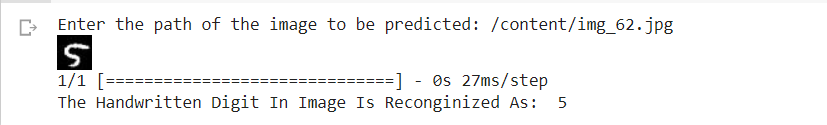 Enter the path of the image to be predicted: /content/img_62.jpg
5
1/1 [==============================] - 0s 27ms/step
The Handwritten Digit In Image Is Reconginized As:  5